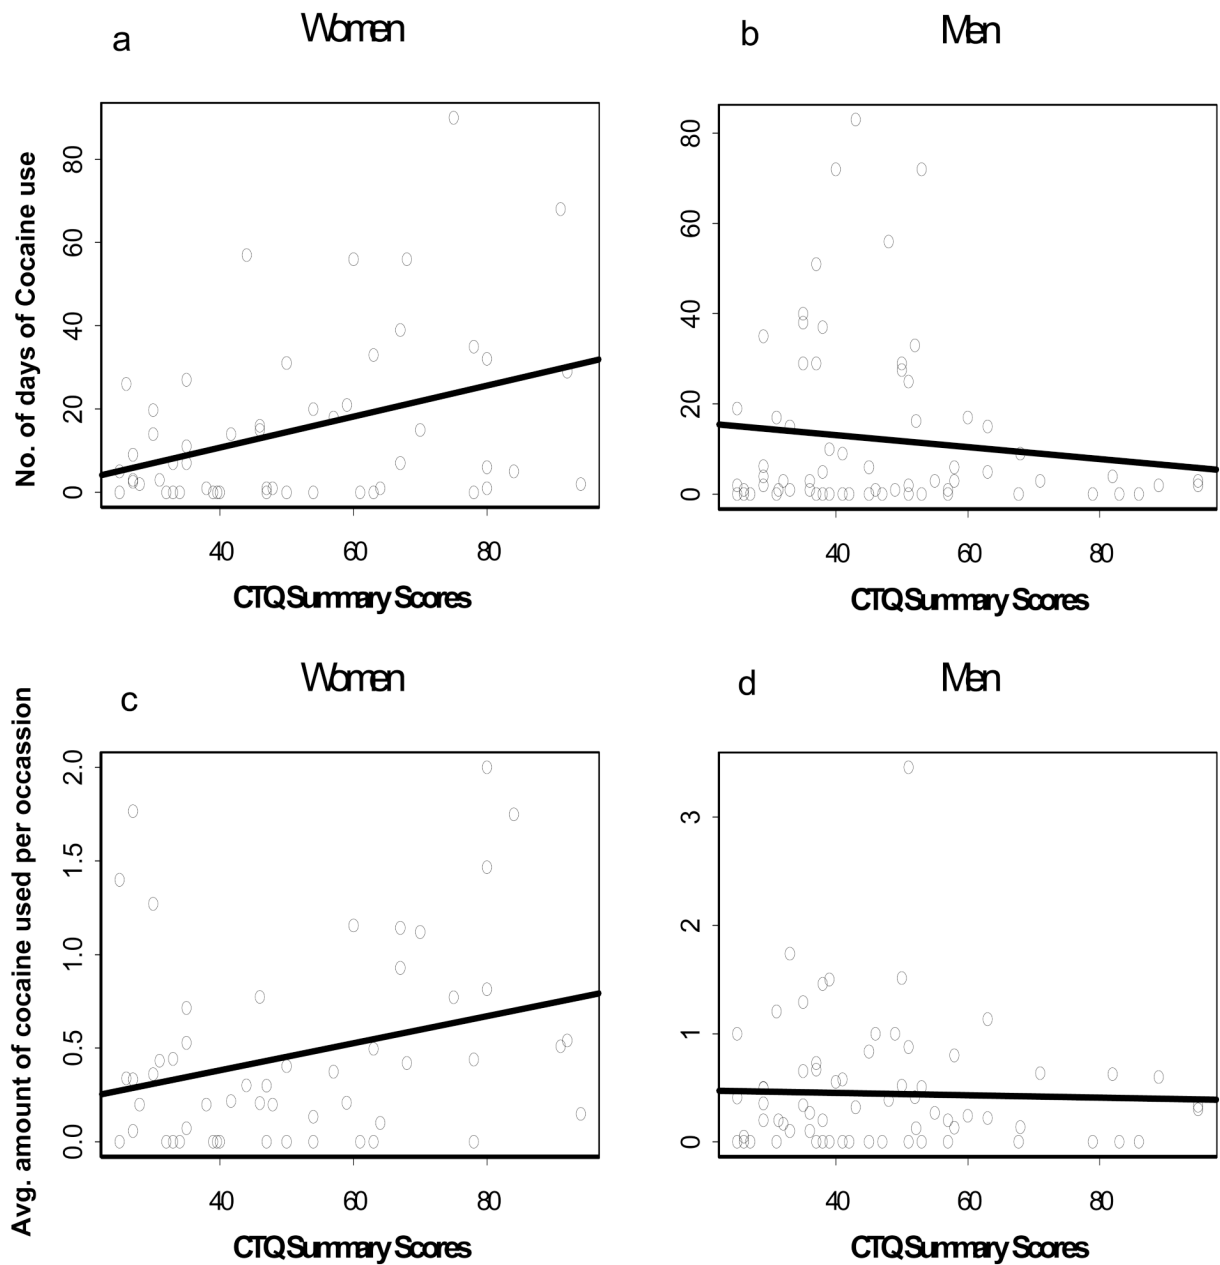 a
Women
b
Men
No. of days of Cocaine use
0 20 40 60 80
40 60 80
CTQ Summary Scores
0 20 40 60 80
40 60 80
CTQ Summary Scores
c
Women
d
Men
Avg. amount of cocaine used per occassion
0.0 0.5 1.0 1.5 2.0
40 60 80
CTQ Summary Scores
0 1 2 3
40 60 80
CTQ Summary Scores